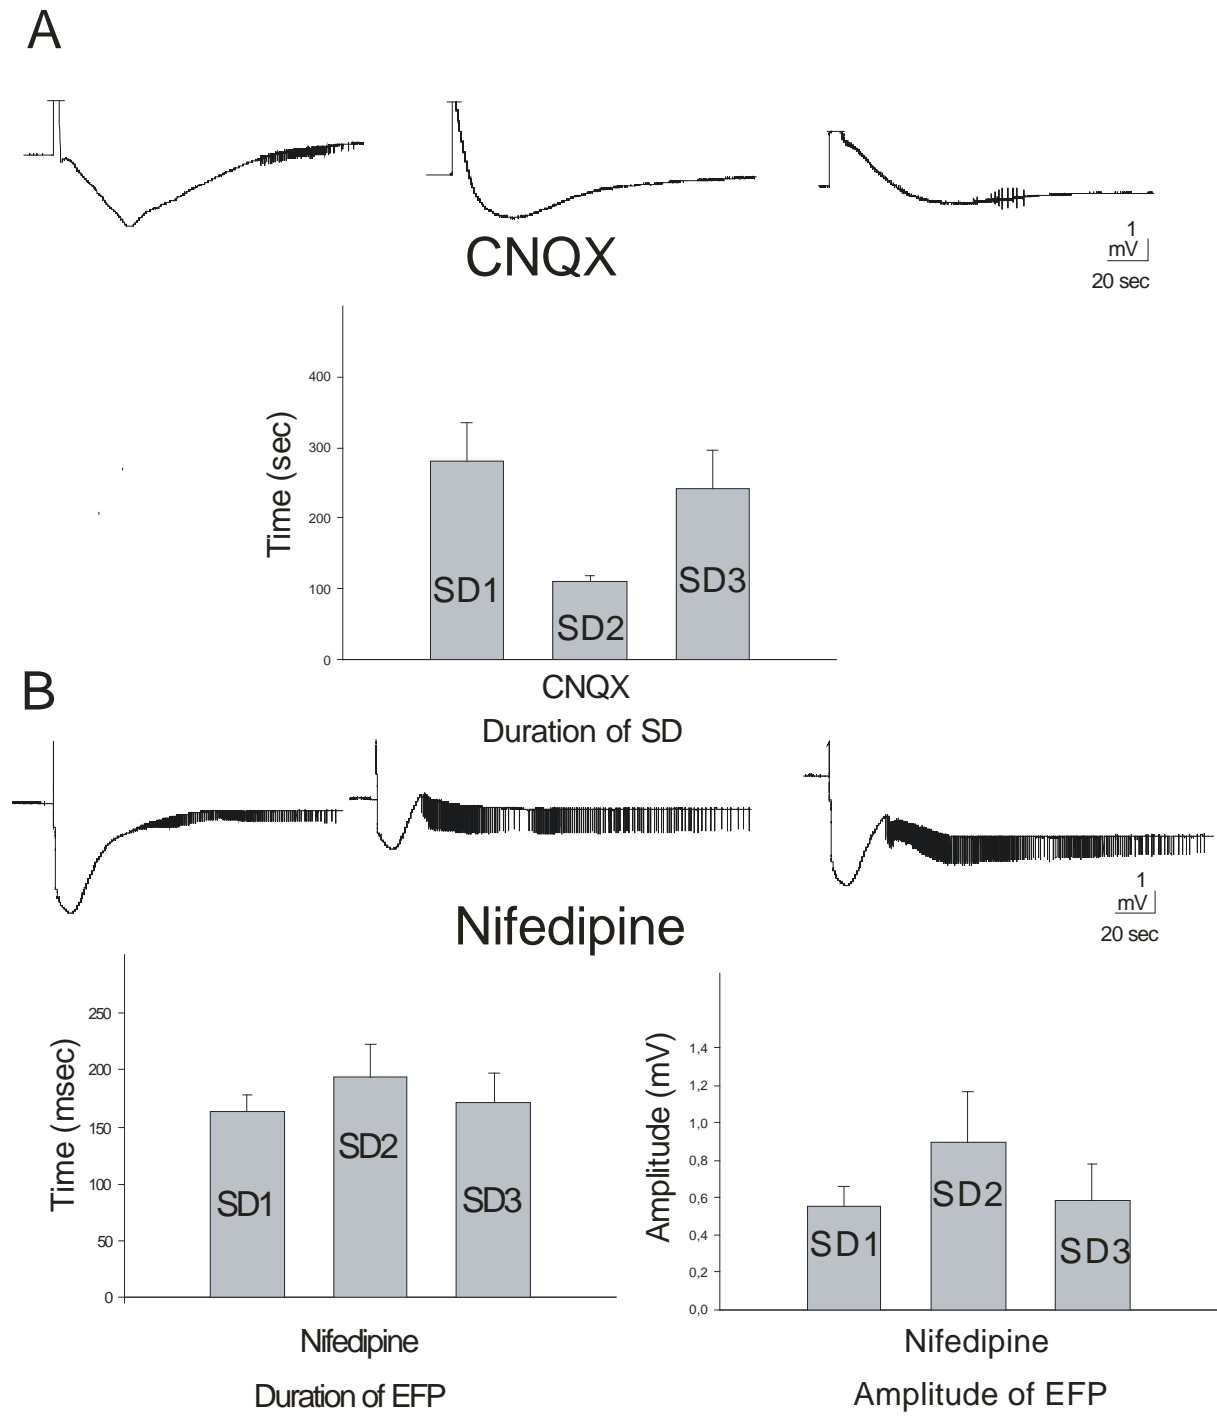 A
1
mV
20 sec
CNQX
400
300
200
100
0
Time (sec)
SD1
SD2
SD3
CNQX
Duration of SD
B
1
mV
20 sec
Nifedipine
250
200
150
100
50
0
Time (msec)
SD1
SD2
SD3
Nifedipine
Duration of EFP
1,4
1,2
1,0
0,8
0,6
0,4
0,2
0,0
Amplitude (mV)
SD1
SD2
SD3
Nifedipine
Amplitude of EFP